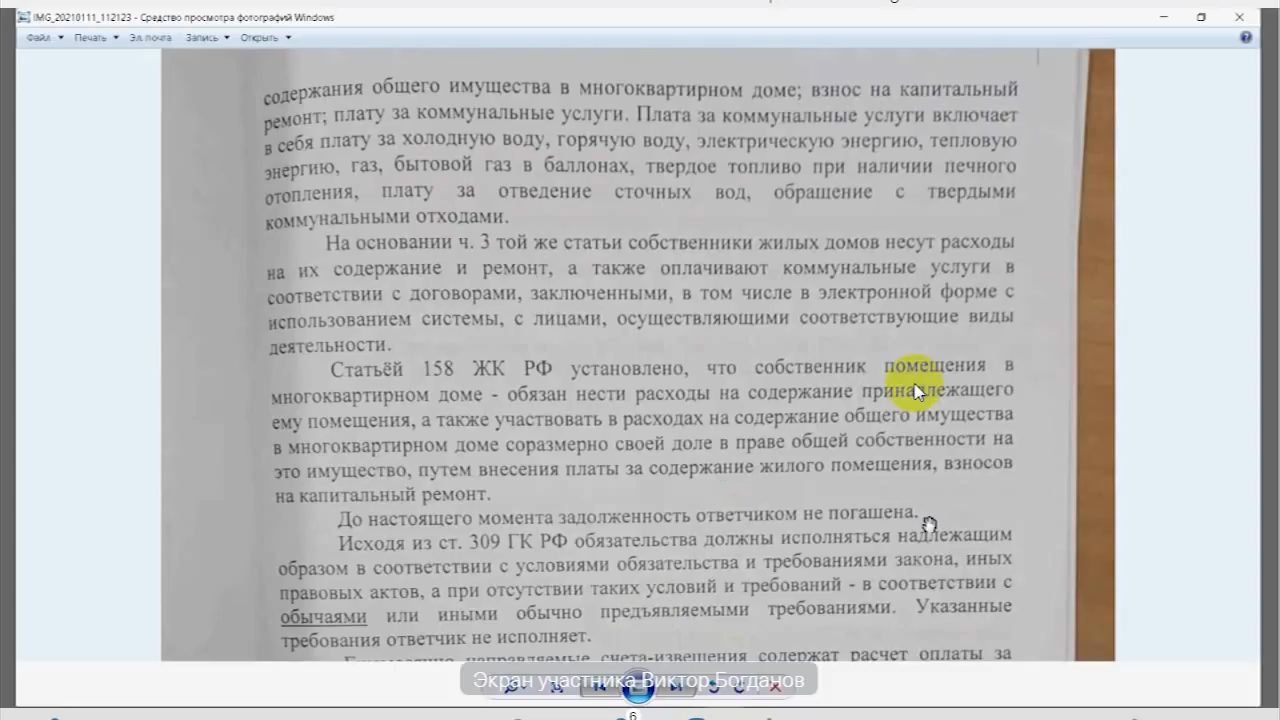 IMG_20210111_112123 - Средство просмотра фотографий Windows
Файл Печать Эл. почта Запись Открыть
содержания общего имущества в многоквартирном доме; взнос на капитальный
ремонт; плату за коммунальные услуги. Плата за коммунальные услуги включает
в себя плату за холодную воду, горячую воду, электрическую энергию, тепловую
энергию, газ, бытовой газ в баллонах, твердое топливо при наличии печного
отопления, плату за отведение сточных вод, обращение с твердыми
коммунальными отходами.
На основании ч. 3 той же статьи собственники жилых домов несут расходы
на их содержание и ремонт, а также оплачивают коммунальные услуги в
соответствии с договорами, заключенными, в том числе в электронной форме с
использованием системы, с лицами, осуществляющими соответствующие виды
деятельности.
Статьёй 158 ЖК РФ установлено, что собственник помещения в
многоквартирном доме - обязан нести расходы на содержание принадлежащего
ему помещения, а также участвовать в расходах на содержание общего имущества
в многоквартирном доме соразмерно своей доле в праве общей собственности на
это имущество, путем внесения платы за содержание жилого помещения, взносов
на капитальный ремонт.
До настоящего момента задолженность ответчиком не погашена.
Исходя из ст. 309 ГК РФ обязательства должны исполняться надлежащим
образом в соответствии с условиями обязательства и требованиями закона, иных
правовых актов, а при отсутствии таких условий и требований - в соответствии с
обычаями или иными обычно предъявляемыми требованиями. Указанные
требования ответчик не исполняет.
направляемые счета-извещения содержат расчет оплаты за
Экран участника Виктор Богданов
6